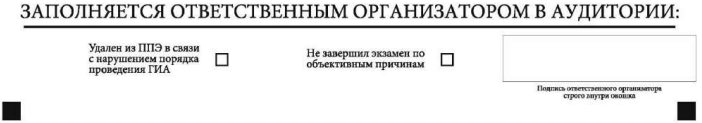 ЗАПОЛНЯЕТСЯ ОТВЕТСТВЕННЫМ ОРГАНИЗАТОРОМ В АУДИТОРИИ:
Удален из ППЭ в связи
с нарушением порядка
проведения ГИА
Не завершил экзамен по
объективным причинам
Подпись ответственного организатора
строго внутри окошка